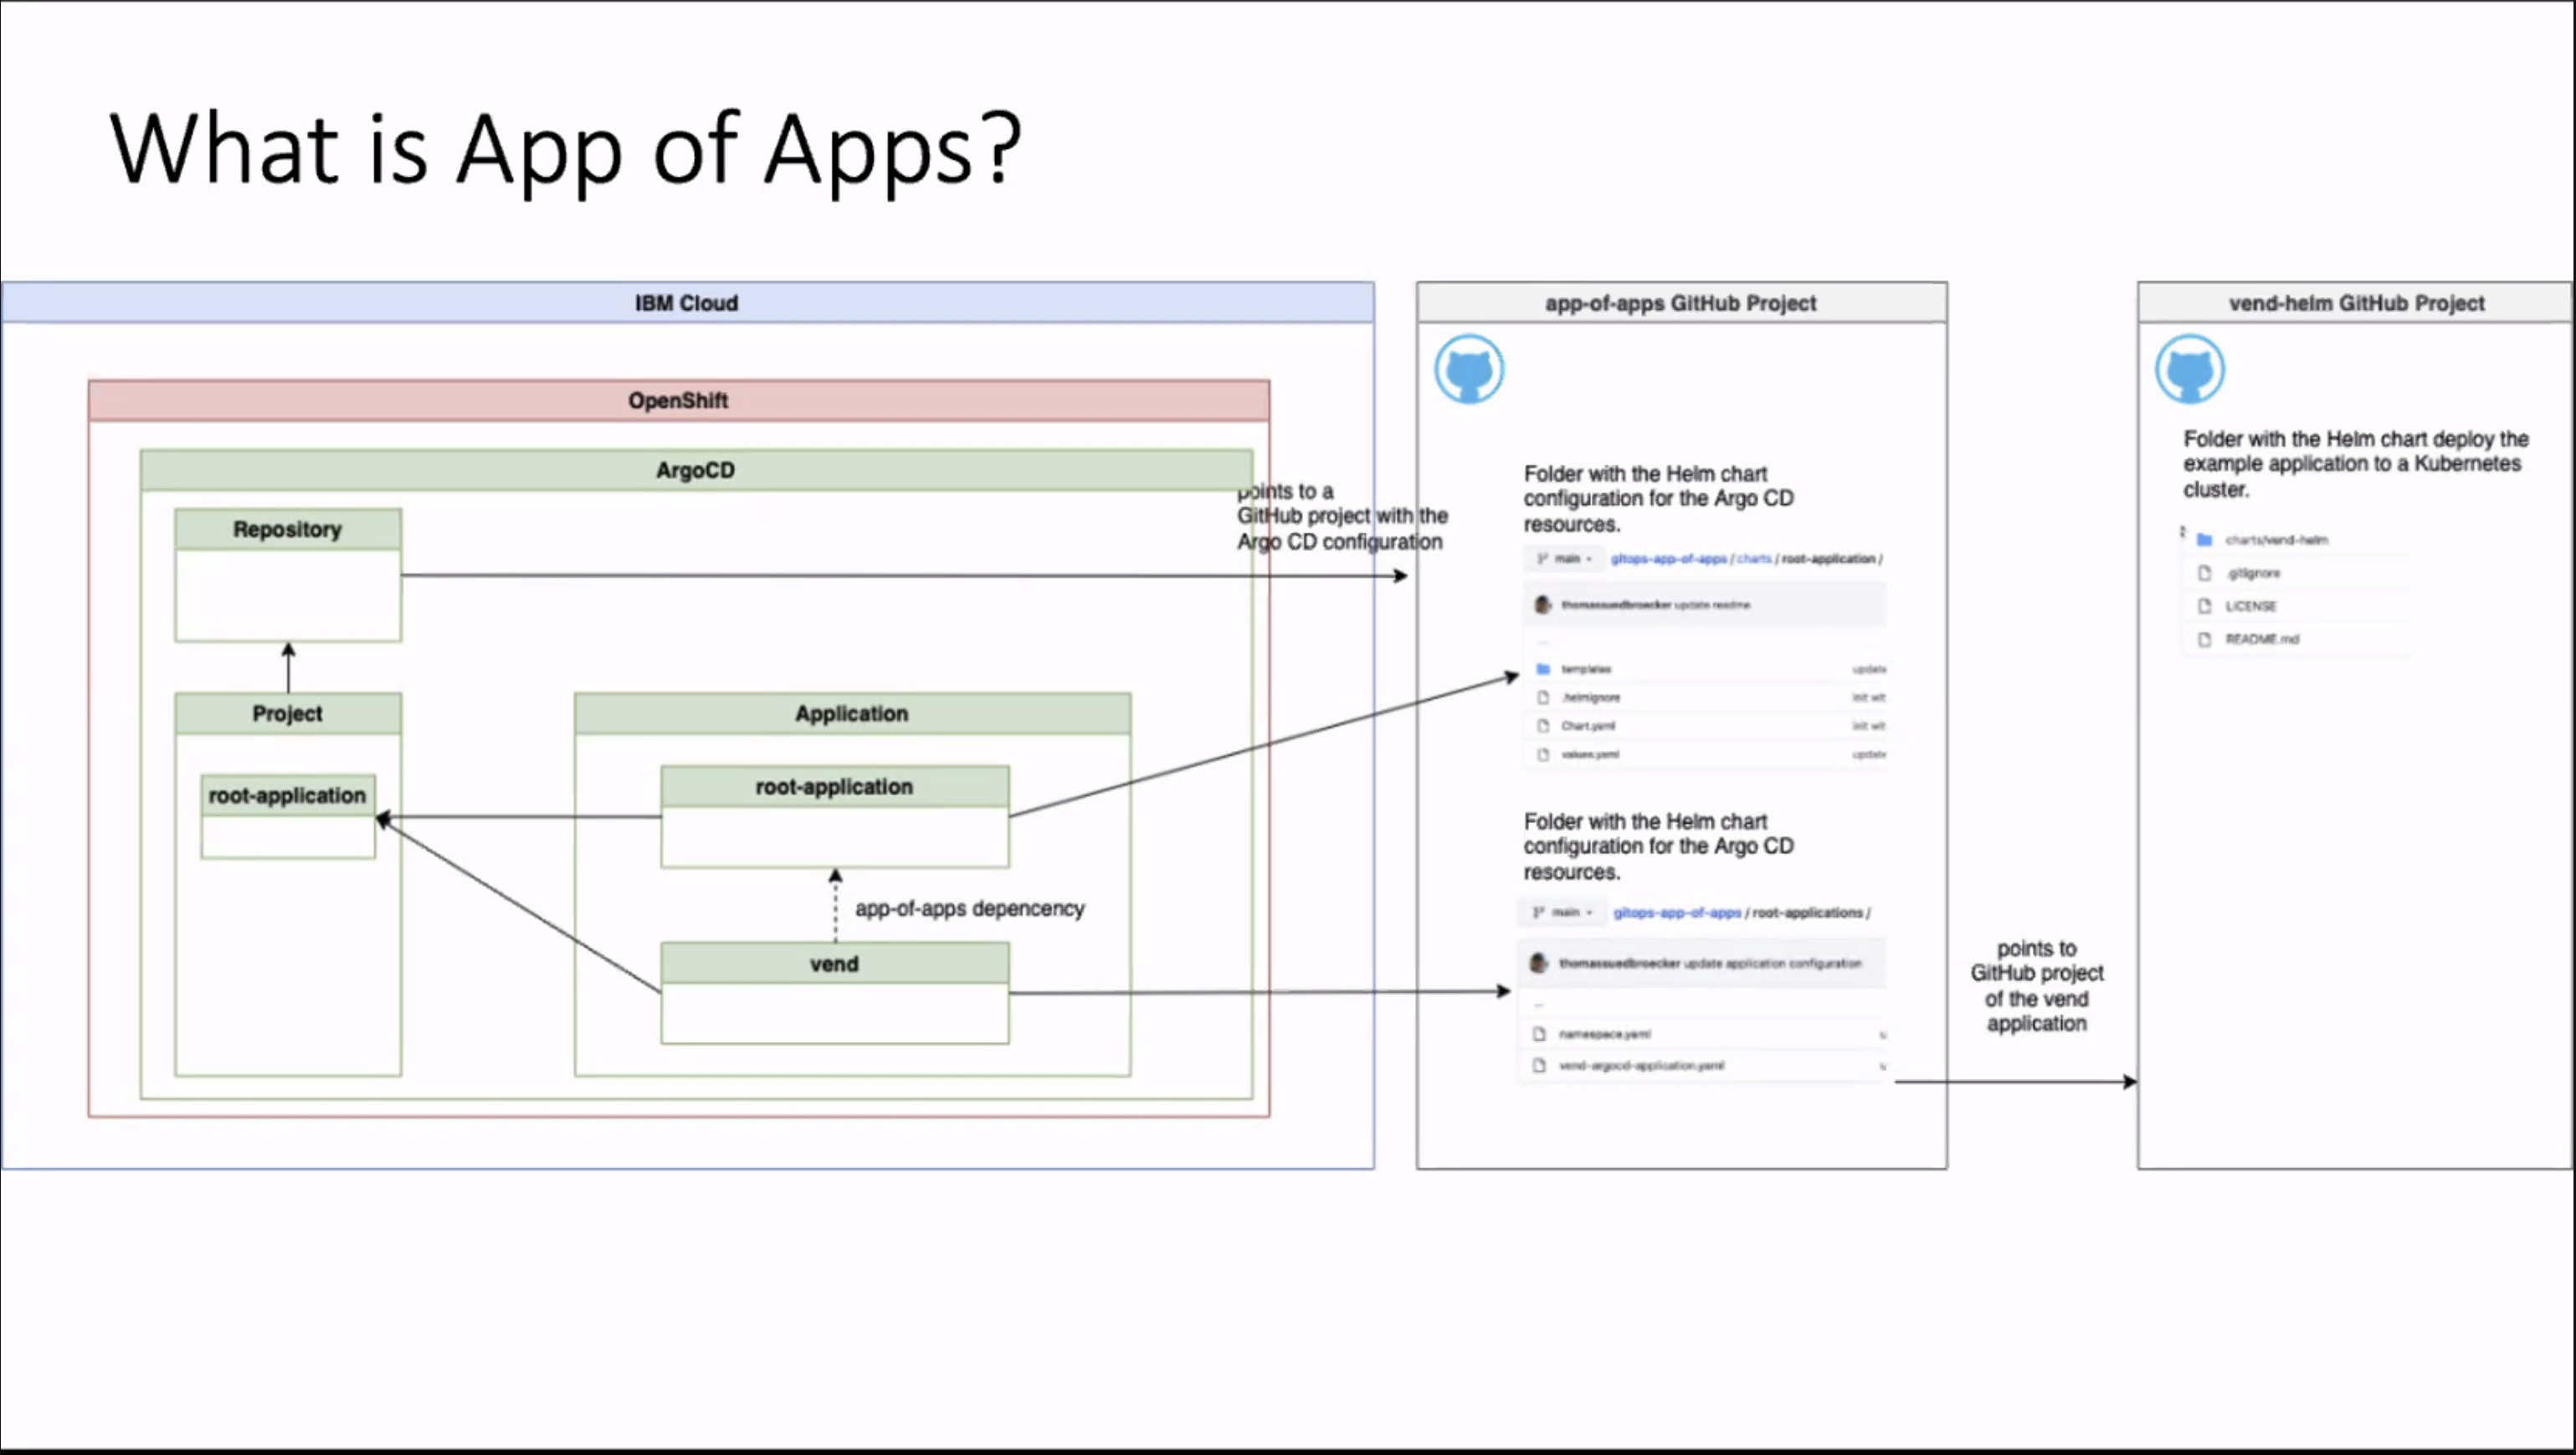 What is App of Apps?
IBM Cloud
OpenShift
ArgoCD
Repository
points to a
GitHub project with the
Argo CD configuration
Project
root-application
Application
root-application
app-of-apps depencency
vend
app-of-apps GitHub Project
Folder with the Helm chart
configuration for the Argo CD
resources.
main
gitops-app-of-apps / charts / root-application /
thomassuedbroecker update readme
templates update
.helmignore init wit
Chart.yaml init wit
values.yaml update
Folder with the Helm chart
configuration for the Argo CD
resources.
main
gitops-app-of-apps / root-applications /
thomassuedbroecker update application configuration
namespace.yaml u
vend-argocd-application.yaml u
points to
GitHub project
of the vend
application
vend-helm GitHub Project
Folder with the Helm chart deploy the
example application to a Kubernetes
cluster.
charts/vend-helm
.gitignore
LICENSE
README.md